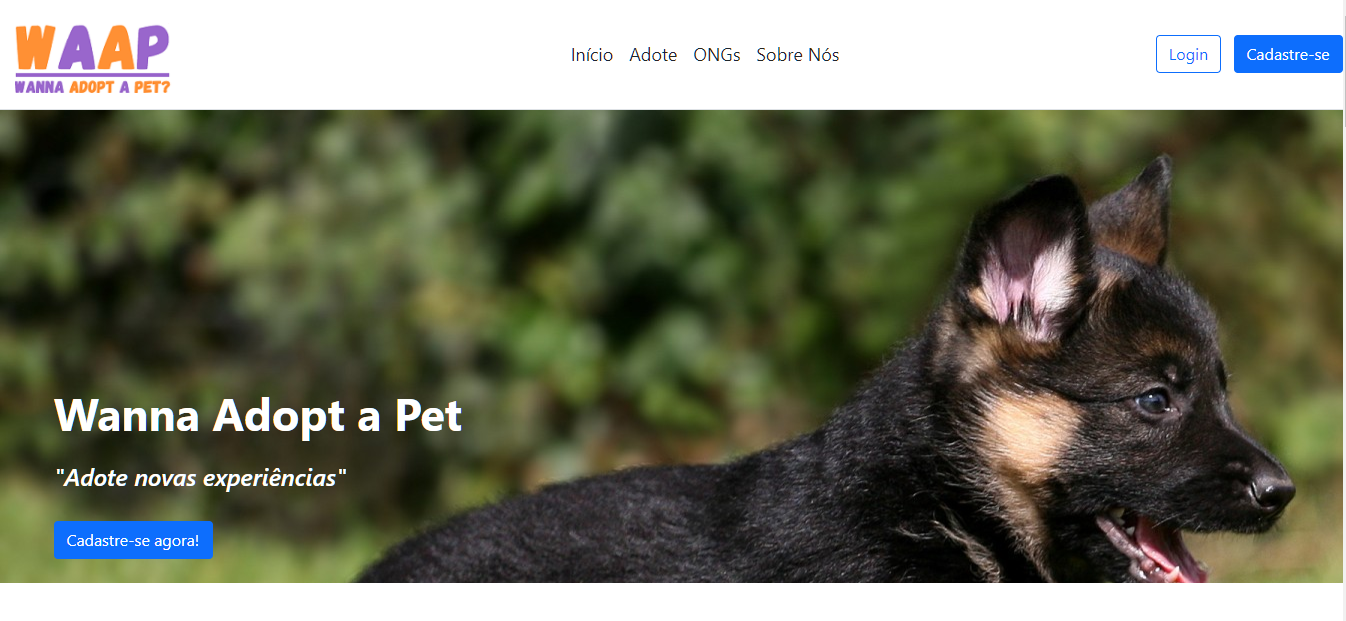 WAAP
WANNA ADOPT A PET?
Início Adote ONGs Sobre Nós
Login Cadastre-se
Wanna Adopt a Pet
"Adote novas experiências"
Cadastre-se agora!